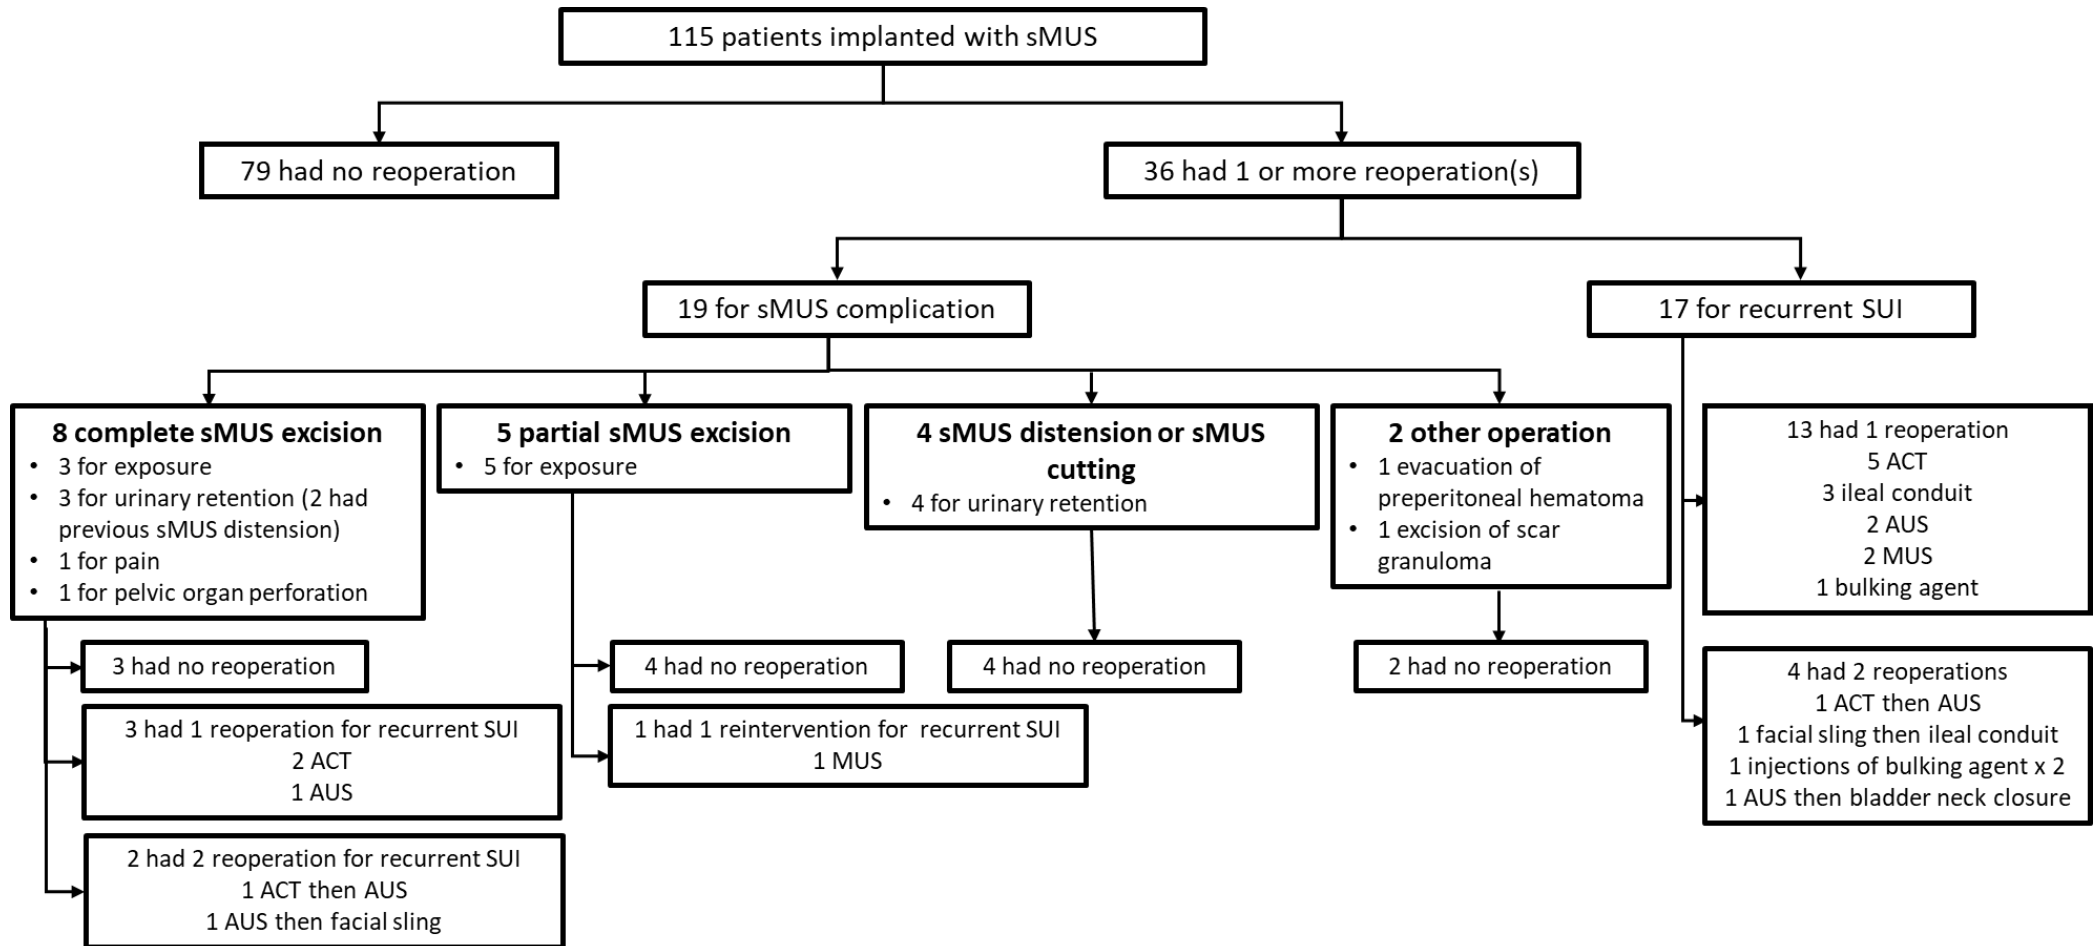 115 patients implanted with sMUS
79 had no reoperation
36 had 1 or more reoperation(s)
19 for sMUS complication
17 for recurrent SUI
8 complete sMUS excision
• 3 for exposure
• 3 for urinary retention (2 had
previous sMUS distension)
• 1 for pain
• 1 for pelvic organ perforation
5 partial sMUS excision
• 5 for exposure
4 sMUS distension or sMUS
cutting
• 4 for urinary retention
2 other operation
• 1 evacuation of
preperitoneal hematoma
• 1 excision of scar
granuloma
13 had 1 reoperation
5 ACT
3 ileal conduit
2 AUS
2 MUS
1 bulking agent
3 had no reoperation
4 had no reoperation
4 had no reoperation
2 had no reoperation
4 had 2 reoperations
1 ACT then AUS
1 facial sling then ileal conduit
1 injections of bulking agent x 2
1 AUS then bladder neck closure
3 had 1 reoperation for recurrent SUI
2 ACT
1 AUS
1 had 1 reintervention for recurrent SUI
1 MUS
2 had 2 reoperation for recurrent SUI
1 ACT then AUS
1 AUS then facial sling